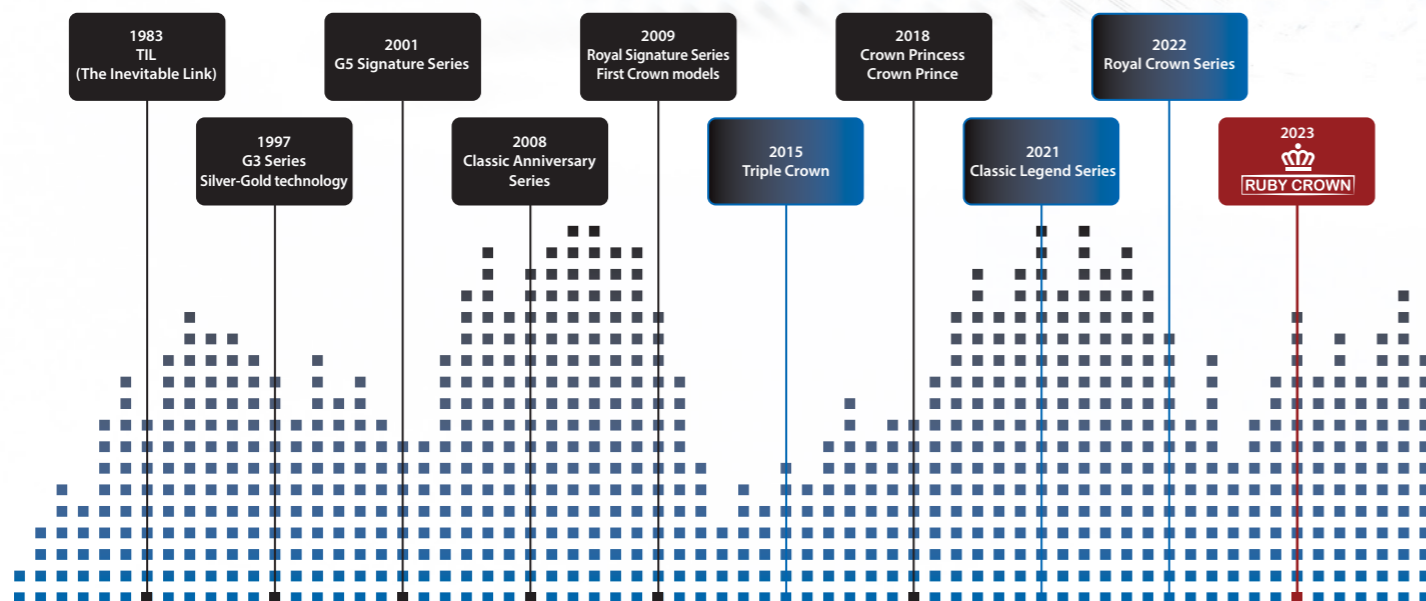 1983
TIL
(The Inevitable Link)
1997
G3 Series
Silver-Gold technology
2001
G5 Signature Series
2008
Classic Anniversary
Series
2009
Royal Signature Series
First Crown models
2015
Triple Crown
2018
Crown Princess
Crown Prince
2021
Classic Legend Series
2022
Royal Crown Series
2023
RUBY CROWN